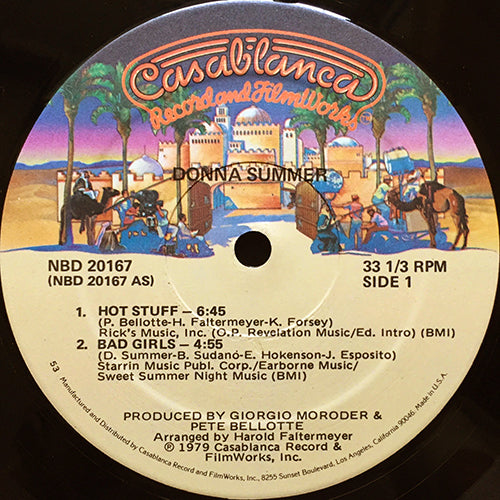 Casablanca
Record and FilmWorks
DONNA SUMMER
NBD 20167
(NBD 20167 AS)
33 1/3 RPM
SIDE 1
1. HOT STUFF – 6:45
(P. Bellotte-H. Faltermeyer-K. Forsey)
Rick's Music, Inc. (O.P. Revelation Music/Ed. Intro) (BMI)
2. BAD GIRLS – 4:55
(D. Summer-B. Sudanó-E. Hokenson-J. Esposito)
Starrin Music Publ. Corp./Earborne Music/
Sweet Summer Night Music (BMI)
PRODUCED BY GIORGIO MORODER &
PETE BELLOTTE
Arranged by Harold Faltermeyer
℗ 1979 Casablanca Record and
FilmWorks, Inc.
53 Manufactured and Distributed by Casablanca Record and FilmWorks, Inc., 8255 Sunset Boulevard, Los Angeles, California 90046. Made in U.S.A.